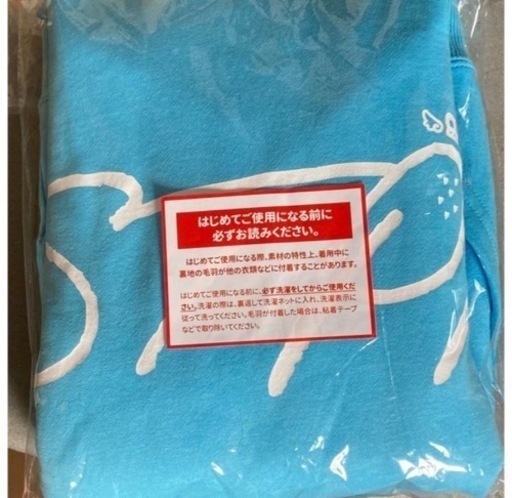 STPR
はじめてご使用になる前に
必ずお読みください。
はじめてご使用になる際、素材の特性上、着用中に
裏地の毛羽が他の衣類などに付着することがあります。
はじめてご使用になる前に、必ず洗濯をしてからご使用くだ
さい。洗濯の際は、裏返して洗濯ネットに入れ、洗濯表示に
従って洗ってください。毛羽が付着した場合は、粘着テープ
などで取り除いてください。